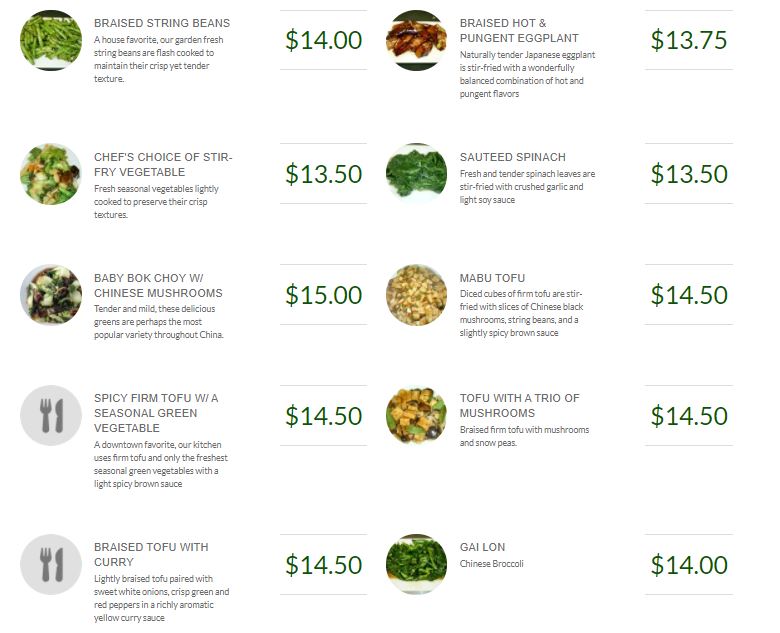 BRAISED STRING BEANS
A house favorite, our garden fresh
string beans are flash cooked to
maintain their crisp yet tender
texture.
$14.00
BRAISED HOT &
PUNGENT EGGPLANT
Naturally tender Japanese eggplant
is stir-fried with a wonderfully
balanced combination of hot and
pungent flavors
$13.75
CHEF'S CHOICE OF STIR-
FRY VEGETABLE
Fresh seasonal vegetables lightly
cooked to preserve their crisp
textures.
$13.50
SAUTEED SPINACH
Fresh and tender spinach leaves are
stir-fried with crushed garlic and
light soy sauce
$13.50
BABY BOK CHOY W/
CHINESE MUSHROOMS
Tender and mild, these delicious
greens are perhaps the most
popular variety throughout China.
$15.00
MABU TOFU
Diced cubes of firm tofu are stir-
fried with slices of Chinese black
mushrooms, string beans, and a
slightly spicy brown sauce
$14.50
SPICY FIRM TOFU W/ A
SEASONAL GREEN
VEGETABLE
A downtown favorite, our kitchen
uses firm tofu and only the freshest
seasonal green vegetables with a
light spicy brown sauce
$14.50
TOFU WITH A TRIO OF
MUSHROOMS
Braised firm tofu with mushrooms
and snow peas.
$14.50
BRAISED TOFU WITH
CURRY
Lightly braised tofu paired with
sweet white onions, crisp green and
red peppers in a richly aromatic
yellow curry sauce
$14.50
GAI LON
Chinese Broccoli
$14.00